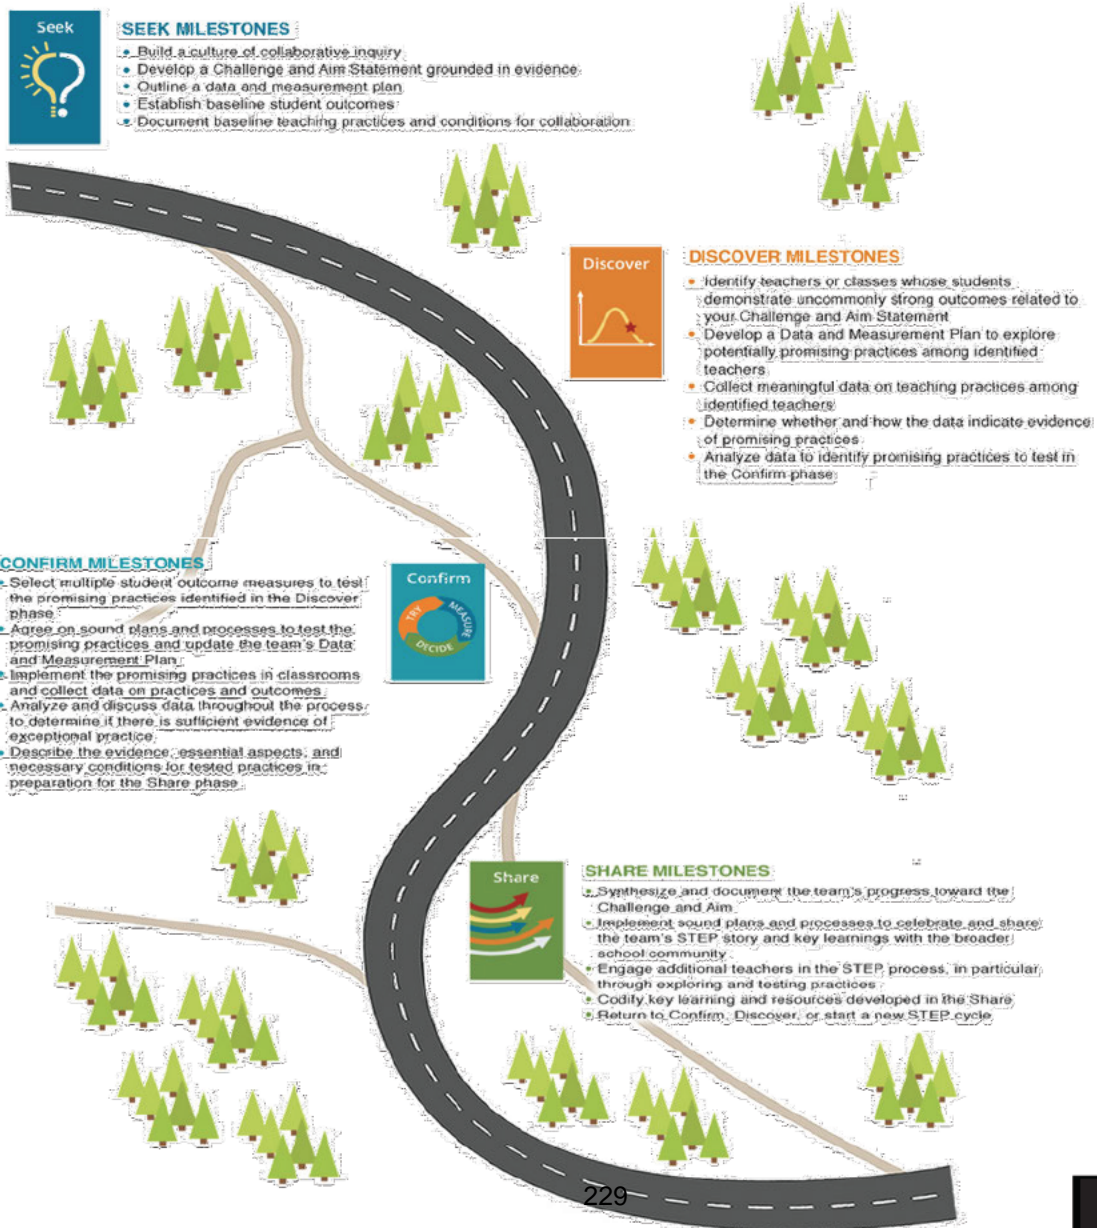 Seek
SEEK MILESTONES
• Build a culture of collaborative inquiry
• Develop a Challenge and Aim Statement grounded in evidence
• Outline a data and measurement plan
• Establish baseline student outcomes
• Document baseline teaching practices and conditions for collaboration
Discover
DISCOVER MILESTONES
• Identify teachers or classes whose students
demonstrate uncommonly strong outcomes related to
your Challenge and Aim Statement
• Develop a Data and Measurement Plan to explore
potentially promising practices among identified
teachers
• Collect meaningful data on teaching practices among
identified teachers
• Determine whether and how the data indicate evidence
of promising practices
• Analyze data to identify promising practices to test in
the Confirm phase
CONFIRM MILESTONES
• Select multiple student outcome measures to test
the promising practices identified in the Discover
phase
• Agree on sound plans and processes to test the
promising practices and update the team's Data
and Measurement Plan
• Implement the promising practices in classrooms
and collect data on practices and outcomes
• Analyze and discuss data throughout the process
to determine if there is sufficient evidence of
exceptional practice
• Describe the evidence, essential aspects, and
necessary conditions for tested practices in
preparation for the Share phase
Confirm
TRY
MEASURE
DECIDE
Share
SHARE MILESTONES
• Synthesize and document the team's progress toward the
Challenge and Aim
• Implement sound plans and processes to celebrate and share
the team's STEP story and key learnings with the broader
school community
• Engage additional teachers in the STEP process, in particular
through exploring and testing practices
• Codify key learning and resources developed in the Share
• Return to Confirm, Discover, or start a new STEP cycle
229